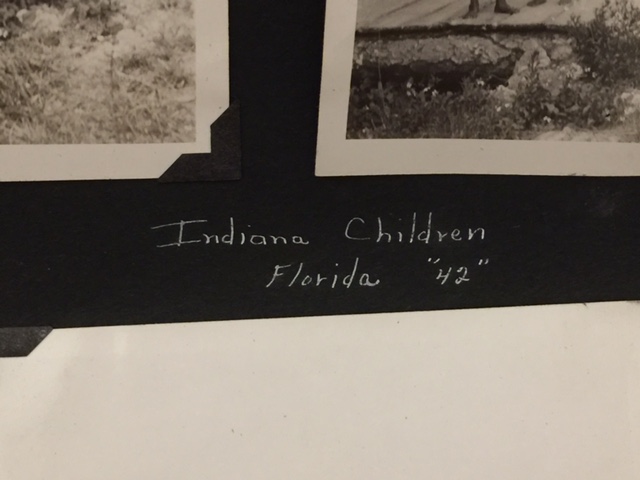 Indiana Children
Florida "42"